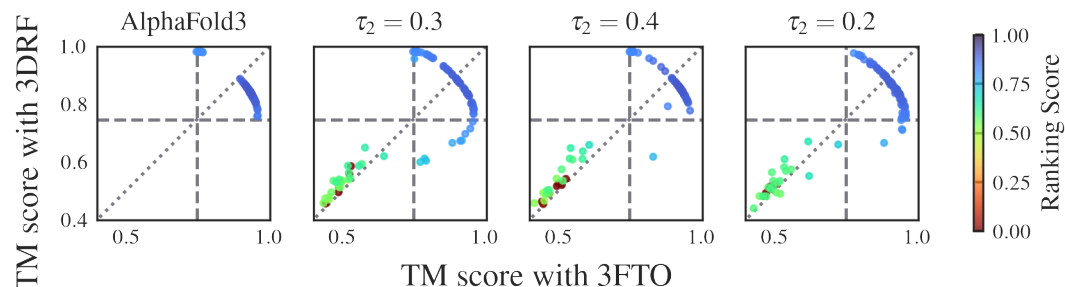 AlphaFold3
τ₂ = 0.3
τ₂ = 0.4
τ₂ = 0.2
TM score with 3DRF
1.0
0.8
0.6
0.4
0.5
1.0
0.5
1.0
0.5
1.0
0.5
1.0
TM score with 3FTO
1.00
0.75
0.50
0.25
0.00
Ranking Score